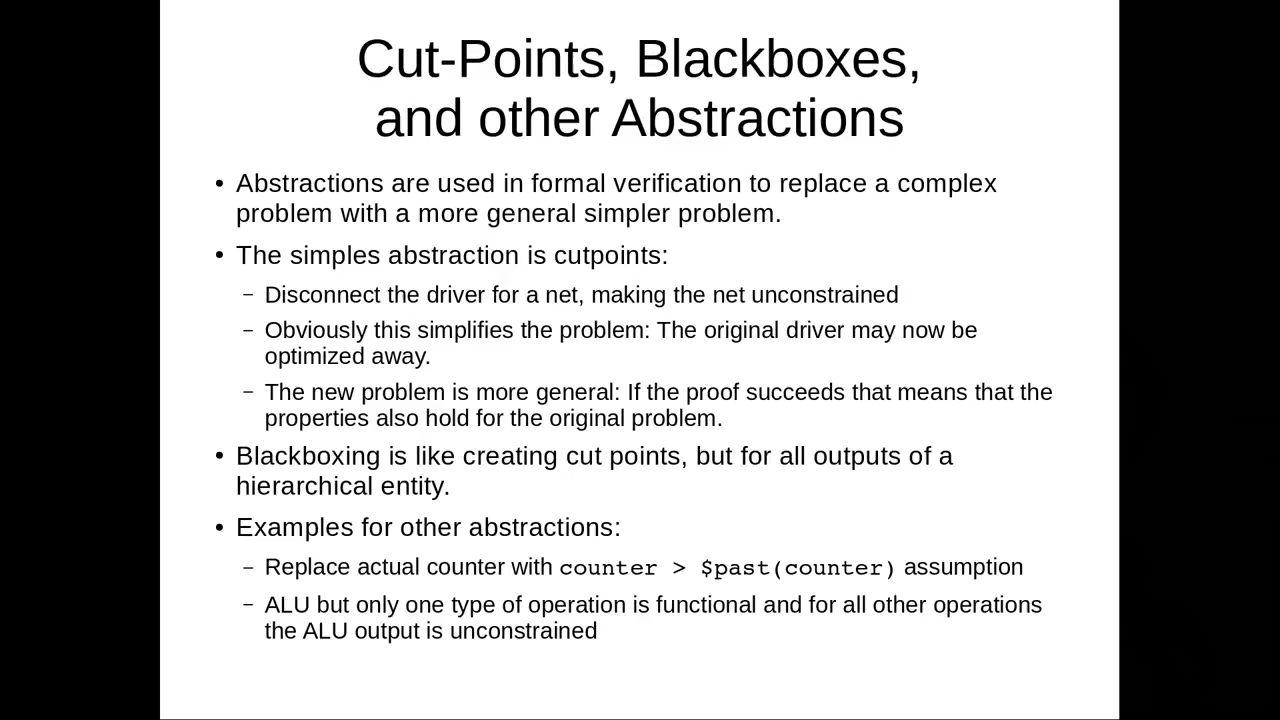 Cut-Points, Blackboxes,
and other Abstractions
• Abstractions are used in formal verification to replace a complex
problem with a more general simpler problem.
• The simples abstraction is cutpoints:
– Disconnect the driver for a net, making the net unconstrained
– Obviously this simplifies the problem: The original driver may now be
optimized away.
– The new problem is more general: If the proof succeeds that means that the
properties also hold for the original problem.
• Blackboxing is like creating cut points, but for all outputs of a
hierarchical entity.
• Examples for other abstractions:
– Replace actual counter with counter > $past(counter) assumption
– ALU but only one type of operation is functional and for all other operations
the ALU output is unconstrained